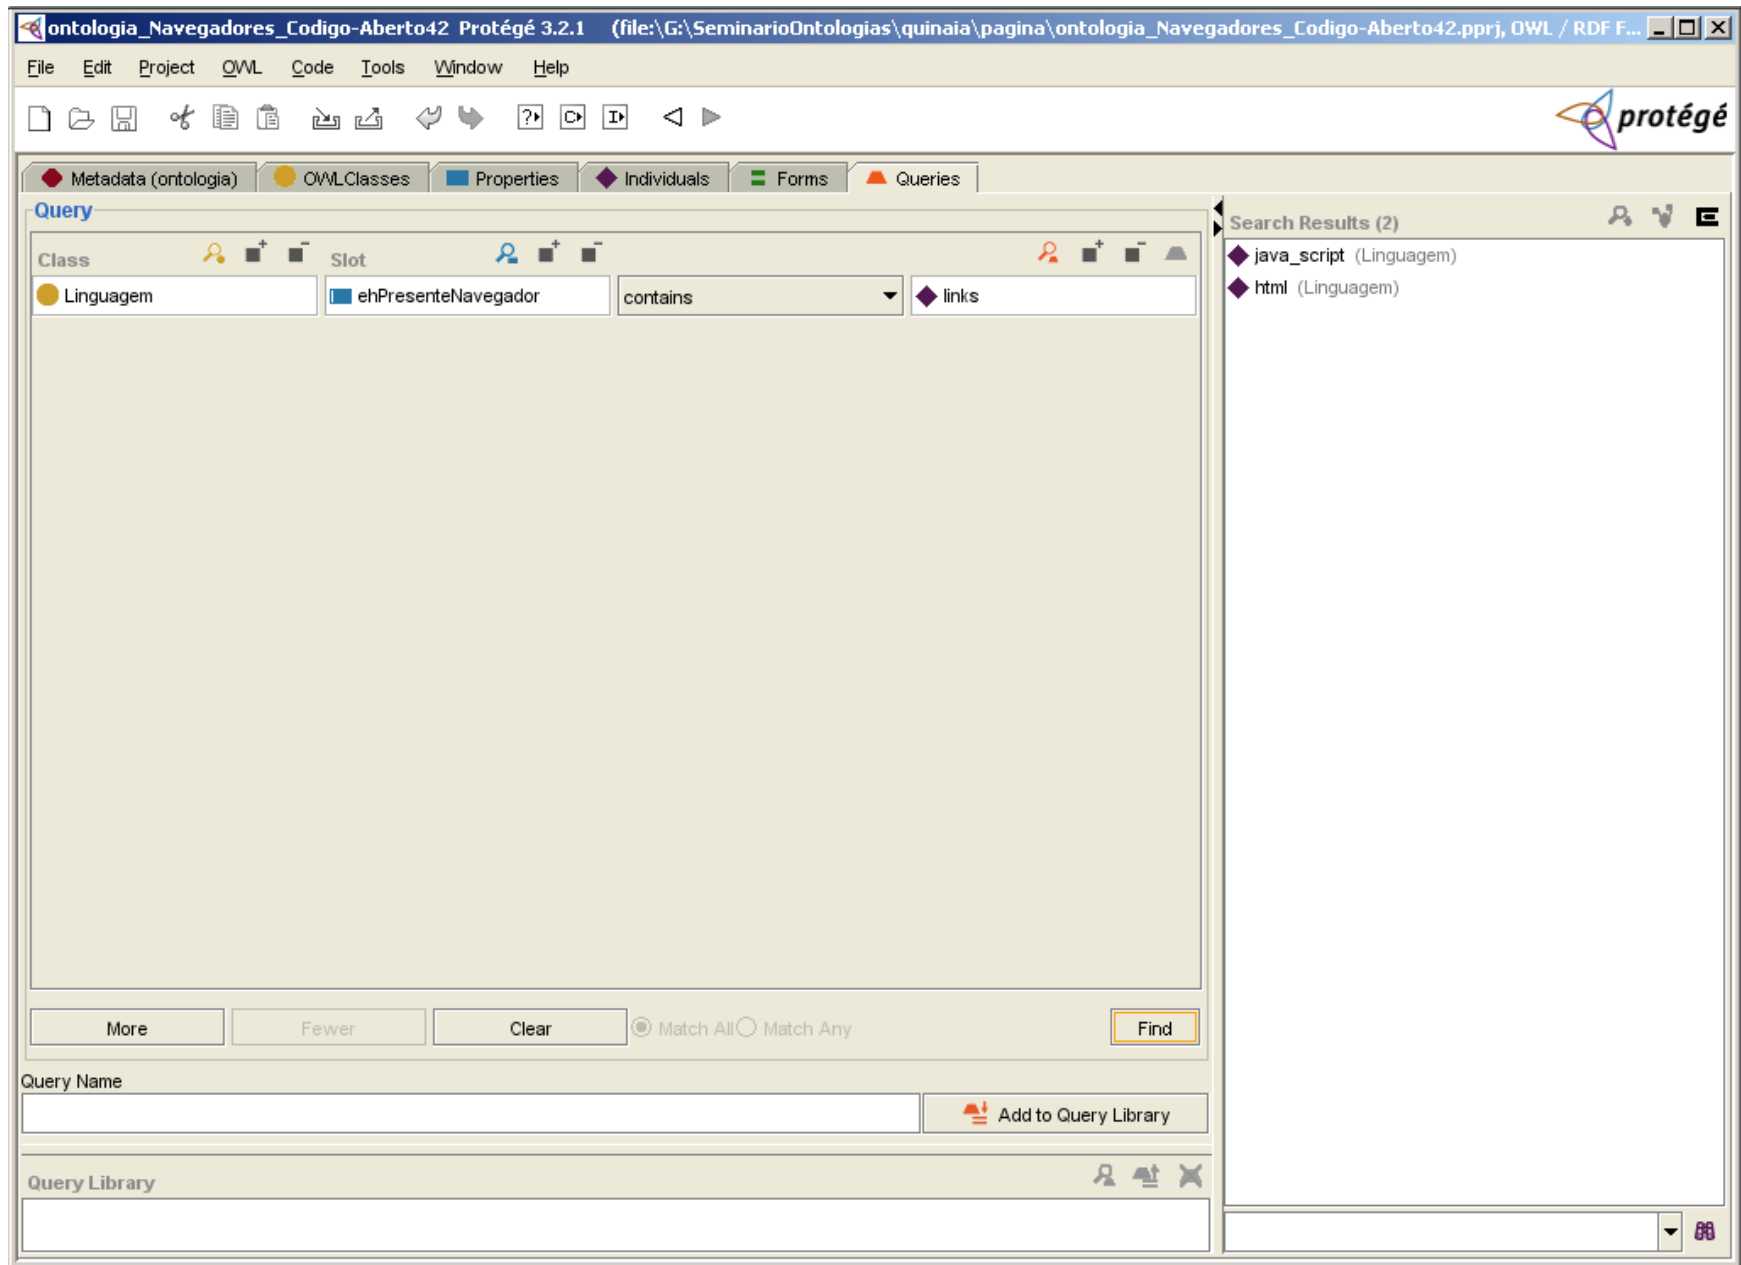 ontologia_Navegadores_Codigo-Aberto42 Protégé 3.2.1 (file:\G:\SeminarioOntologias\quinaia\pagina\ontologia_Navegadores_Codigo-Aberto42.pprj, OWL / RDF F...
File Edit Project OWL Code Tools Window Help
protégé
Metadata (ontologia) OWLClasses Properties Individuals Forms Queries
Query
Search Results (2)
Class Slot
java_script (Linguagem)
Linguagem ehPresenteNavegador contains links
html (Linguagem)
More Fewer Clear Match All Match Any Find
Query Name
Add to Query Library
Query Library